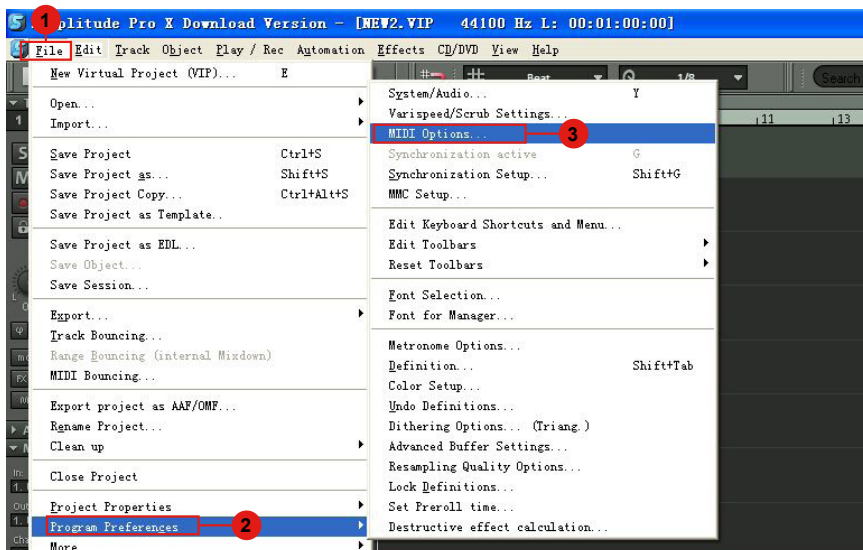 1
plitude Pro X Download Version - [NEW2.VIP 44100 Hz L: 00:01:00:00]
File Edit Track Object Play / Rec Automation Effects CD/DVD View Help
New Virtual Project (VIP)... E
Open...
Import...
Save Project Ctrl+S
Save Project as... Shift+S
Save Project Copy... Ctrl+Alt+S
Save Project as Template..
Save Project as EDL...
Save Object...
Save Session...
Export...
Track Bouncing...
Range Bouncing (internal Mixdown)
MIDI Bouncing...
Export project as AAF/OMF...
Rename Project...
Clean up
Close Project
Project Properties
Program Preferences 2
More
Beat 1/8 Search
System/Audio... Y
Varispeed/Scrub Settings...
MIDI Options... 3
Synchronization active G
Synchronization Setup... Shift+G
MMC Setup...
Edit Keyboard Shortcuts and Menu...
Edit Toolbars
Reset Toolbars
Font Selection...
Font for Manager...
Metronome Options...
Definition... Shift+Tab
Color Setup...
Undo Definitions...
Dithering Options... (Triang.)
Advanced Buffer Settings...
Resampling Quality Options...
Lock Definitions...
Set Preroll time...
Destructive effect calculation...
11 13
1
S
M
In:
1.
Out
1.
Cha